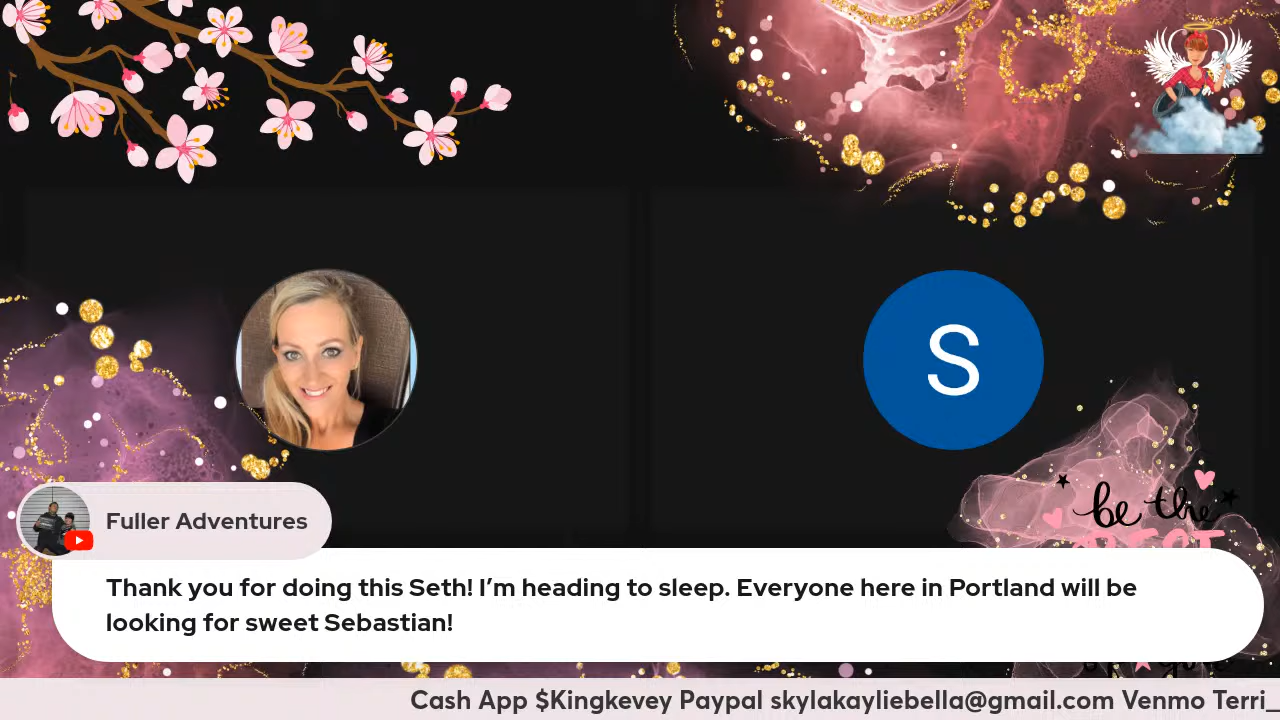 S
be the
Fuller Adventures
Thank you for doing this Seth! I’m heading to sleep. Everyone here in Portland will be
looking for sweet Sebastian!
Cash App $Kingkevey Paypal skylakayliebella@gmail.com Venmo Terri_